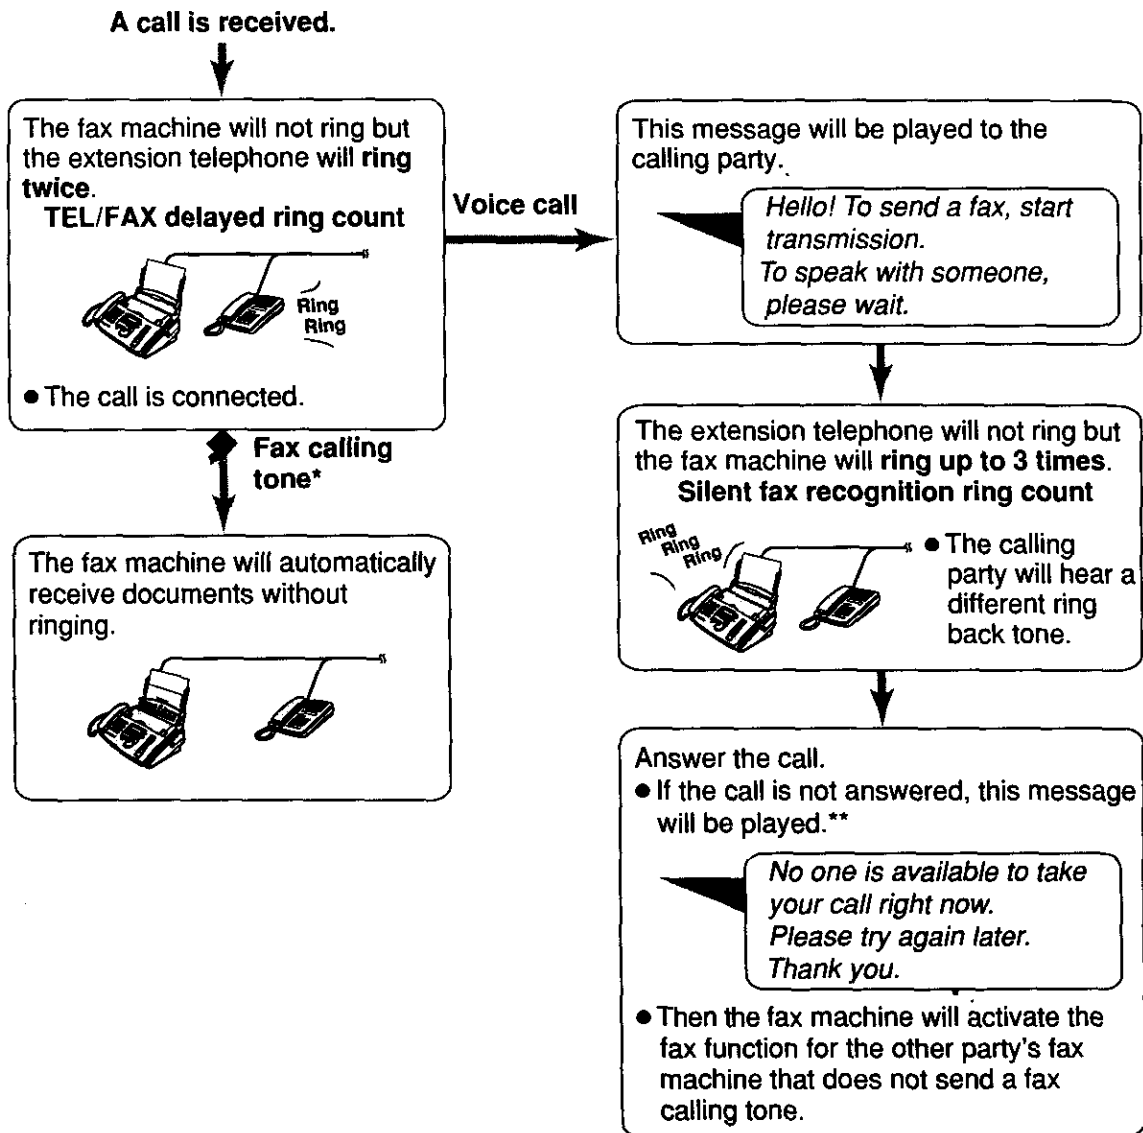 A call is received.
The fax machine will not ring but
the extension telephone will ring
twice.
TEL/FAX delayed ring count
Ring
Ring
● The call is connected.
Voice call
This message will be played to the
calling party.
Hello! To send a fax, start
transmission.
To speak with someone,
please wait.
Fax calling
tone*
The fax machine will automatically
receive documents without
ringing.
The extension telephone will not ring but
the fax machine will ring up to 3 times.
Silent fax recognition ring count
Ring
Ring
Ring
● The calling
party will hear a
different ring
back tone.
Answer the call.
● If the call is not answered, this message
will be played.**
No one is available to take
your call right now.
Please try again later.
Thank you.
● Then the fax machine will activate the
fax function for the other party's fax
machine that does not send a fax
calling tone.